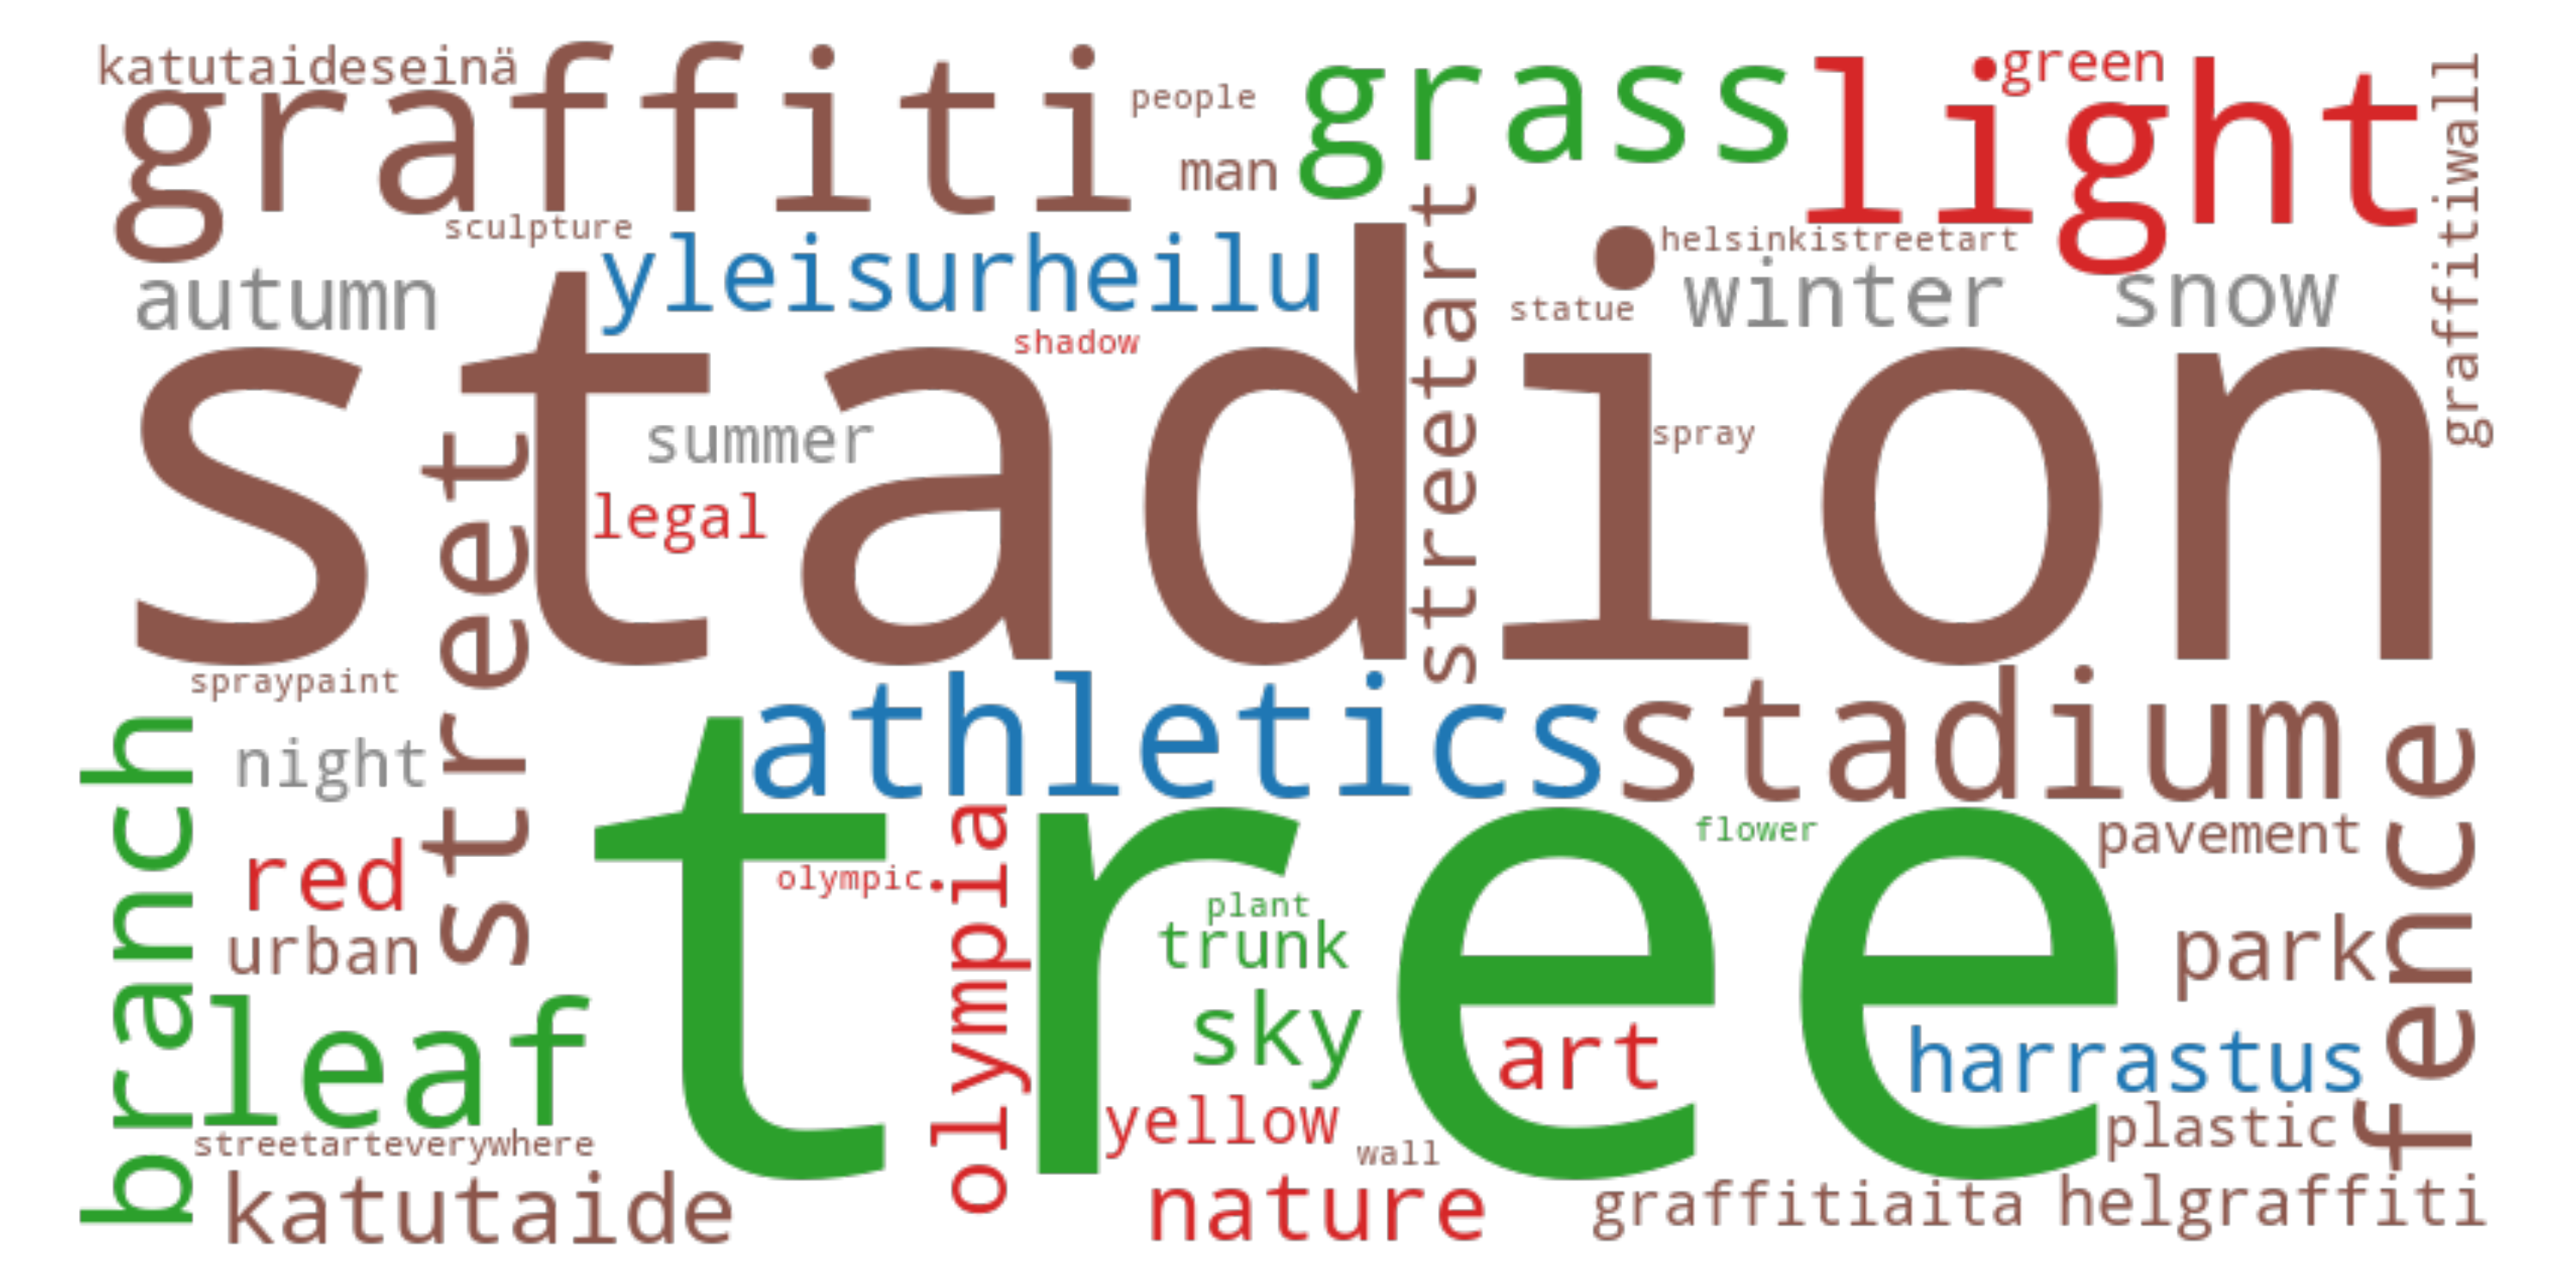 katutaideseinä
graffiti
people
man
grass
light
green
graffitiwall
sculpture
yleisurheilu
streetart
helsinkistreetart
autumn
statue
winter
snow
shadow
stadion
summer
spray
legal
street
spraypaint
athletics
stadium
branch
night
tree
fence
olympia
flower
pavement
red
olympic
plant
trunk
urban
park
leaf
sky
art
harrastus
yellow
plastic
streetarteverywhere
wall
katutaide
nature
graffitiaita
helgraffiti